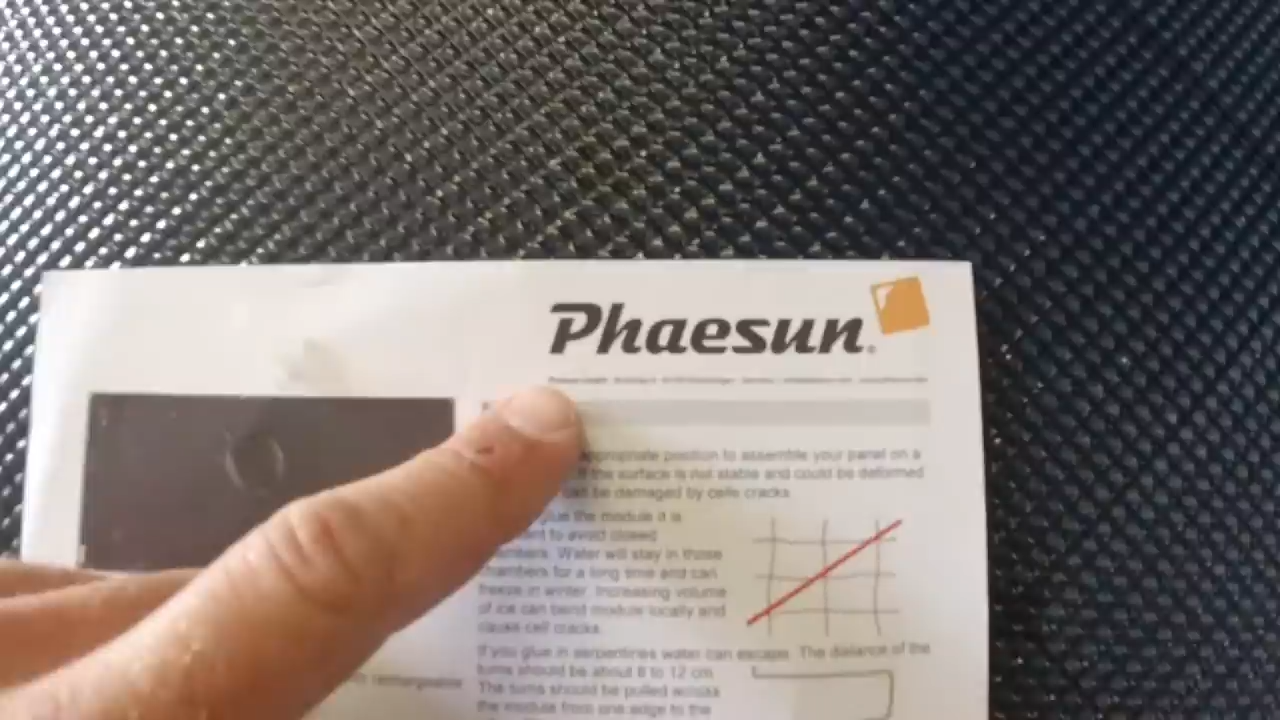 Phaesun
appropriate position to assemble your panel on a
if the surface is not stable and could be deformed
can be damaged by cells cracks
glue the module it is
to avoid closed
Water will stay in those
chambers for a long time and can
freeze in winter. Increasing volume
of ice can bend module locally and
cause cell cracks.
If you glue in serpentines water can escape. The distance of the
turns should be about 8 to 12 cm
The turns should be pulled
the module from one edge to the
rechargeable